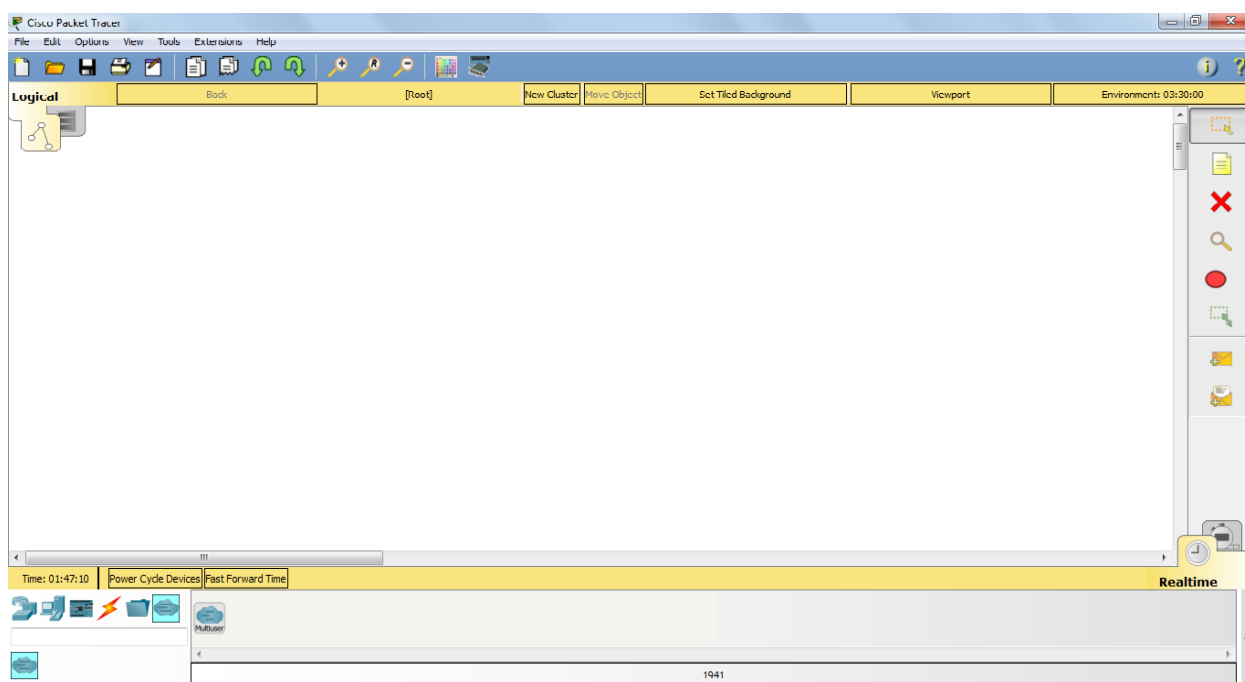 Cisco Packet Tracer
File Edit Options View Tools Extensions Help
R
i ?
Logical Back [Root] New Cluster Move Object Set Tiled Background Viewport Environment: 03:30:00
Time: 01:47:10 Power Cycle Devices Fast Forward Time Realtime
Multiuser
1941